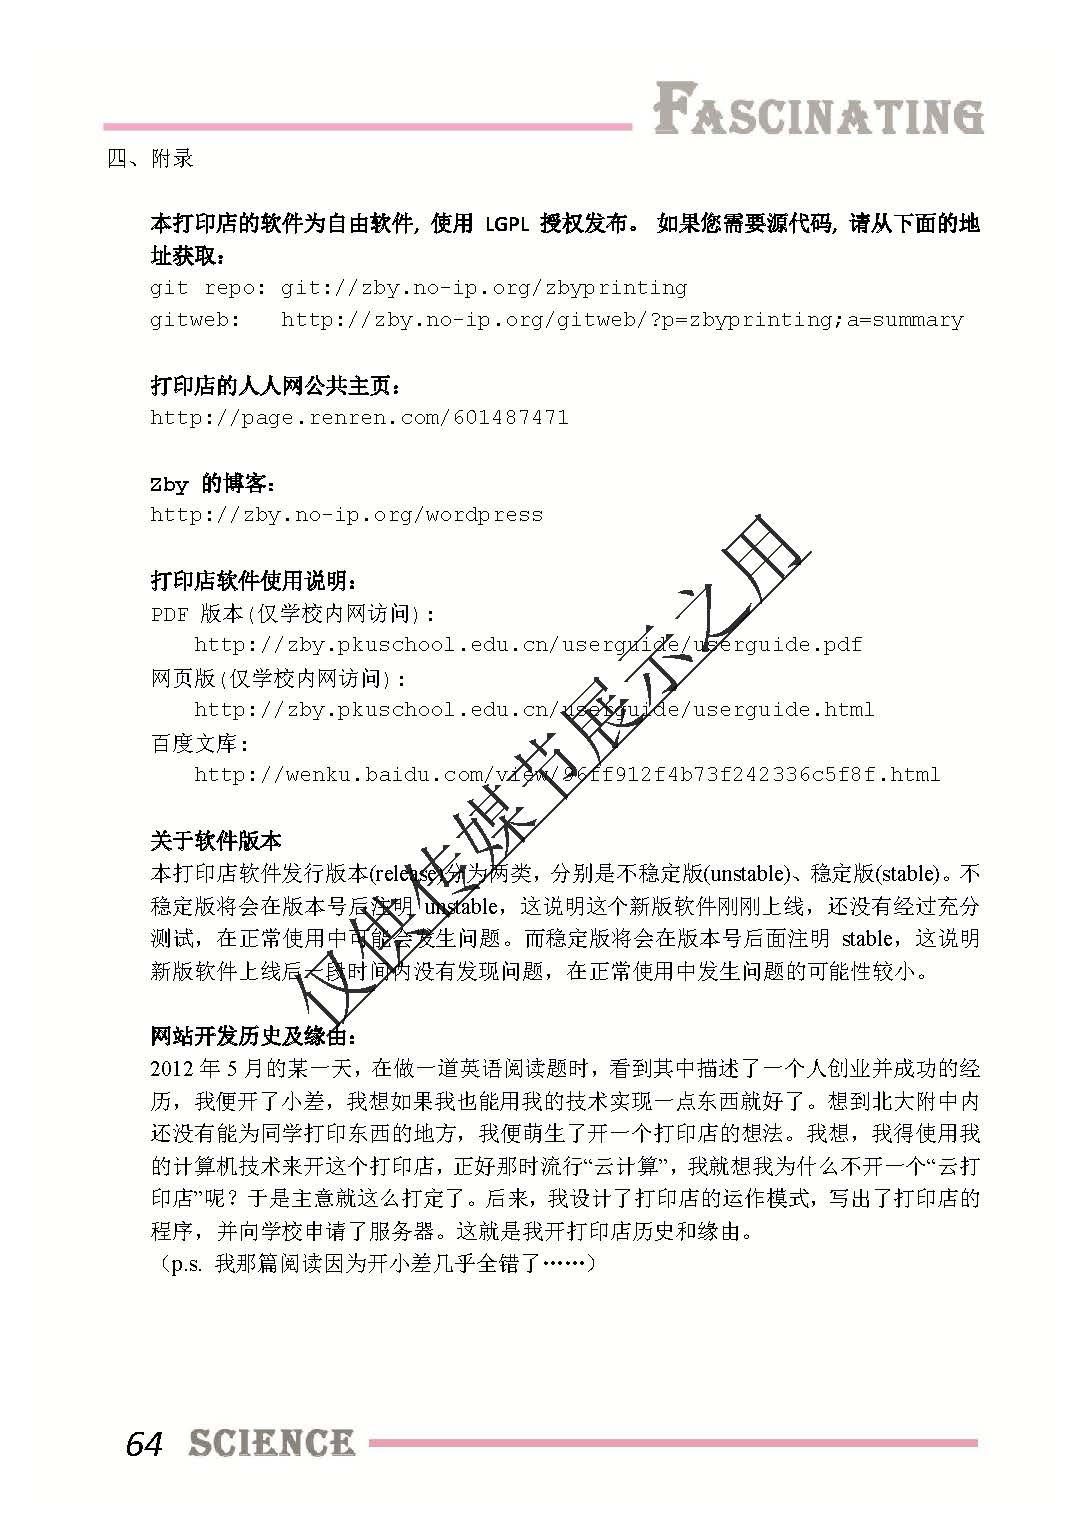 FASCINATING
四、附录
本打印店的软件为自由软件, 使用 LGPL 授权发布。 如果您需要源代码, 请从下面的地
址获取:
git repo: git://zby.no-ip.org/zbyprinting
gitweb: http://zby.no-ip.org/gitweb/?p=zbyprinting;a=summary
打印店的人人网公共主页:
http://page.renren.com/601487471
Zby 的博客:
http://zby.no-ip.org/wordpress
打印店软件使用说明:
PDF 版本(仅学校内网访问):
http://zby.pkuschool.edu.cn/userguide/userguide.pdf
网页版(仅学校内网访问):
http://zby.pkuschool.edu.cn/userguide/userguide.html
百度文库:
http://wenku.baidu.com/view/96ff912f4b73f242336c5f8f.html
关于软件版本
本打印店软件发行版本(release)分为两类，分别是不稳定版(unstable)、稳定版(stable)。不
稳定版将会在版本号后注明 unstable，这说明这个新版软件刚刚上线，还没有经过充分
测试，在正常使用中可能会发生问题。而稳定版将会在版本号后面注明 stable，这说明
新版软件上线后一段时间内没有发现问题，在正常使用中发生问题的可能性较小。
网站开发历史及缘由:
2012 年 5 月的某一天，在做一道英语阅读题时，看到其中描述了一个人创业并成功的经
历，我便开了小差，我想如果我也能用我的技术实现一点东西就好了。想到北大附中内
还没有能为同学打印东西的地方，我便萌生了开一个打印店的想法。我想，我得使用我
的计算机技术来开这个打印店，正好那时流行“云计算”，我就想我为什么不开一个“云打
印店”呢？于是主意就这么打定了。后来，我设计了打印店的运作模式，写出了打印店的
程序，并向学校申请了服务器。这就是我开打印店历史和缘由。
（p.s. 我那篇阅读因为开小差几乎全错了……）
仅供传媒节展示之用
64 SCIENCE